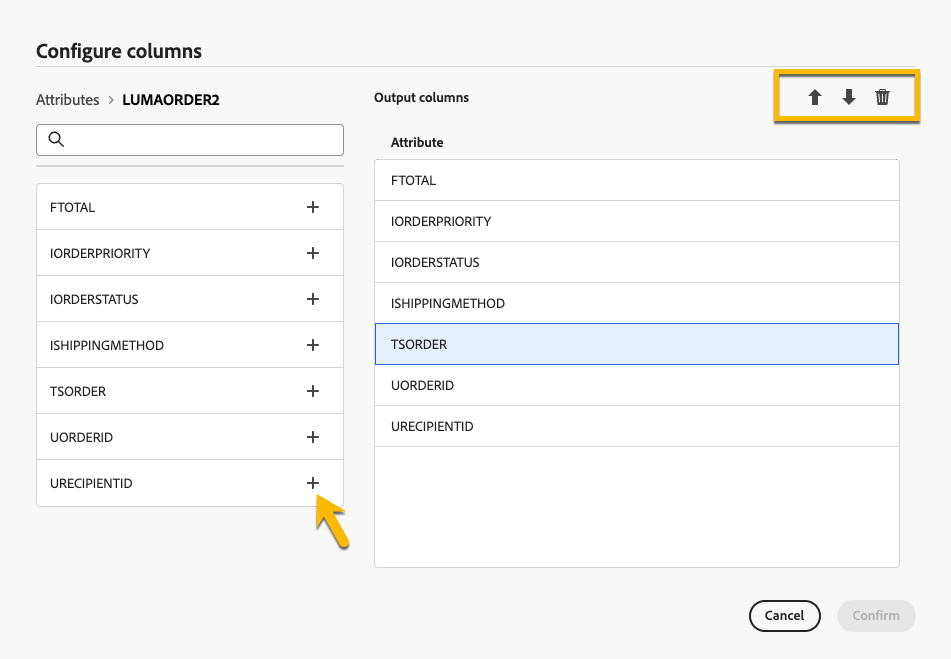 Configure columns
Attributes > LUMAORDER2
FTOTAL
IORDERPRIORITY
IORDERSTATUS
ISHIPPINGMETHOD
TSORDER
UORDERID
URECIPIENTID
Output columns
Attribute
FTOTAL
IORDERPRIORITY
IORDERSTATUS
ISHIPPINGMETHOD
TSORDER
UORDERID
URECIPIENTID
Cancel
Confirm